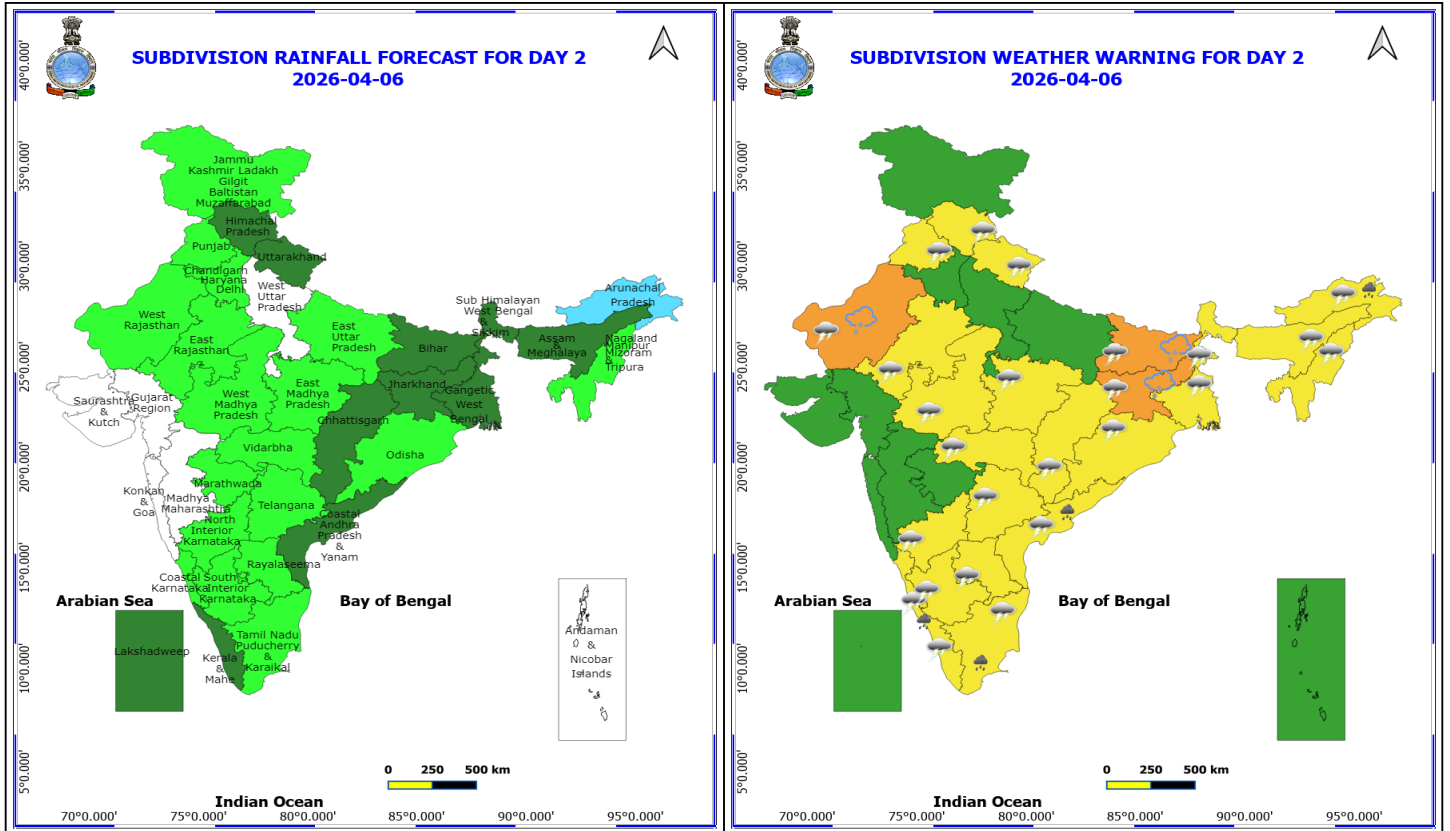 SUBDIVISION RAINFALL FORECAST FOR DAY 2
2026-04-06
40°0.000'
35°0.000'
30°0.000'
25°0.000'
20°0.000'
15°0.000'
10°0.000'
5°0.000'
Jammu
Kashmir Ladakh
Gilgit
Baltistan
Muzaffarabad
Himachal
Pradesh
Punjab
Uttarakhand
Chandigarh
Haryana
Delhi
West
Uttar
Pradesh
West
Rajasthan
East
Rajasthan
East
Uttar
Pradesh
Sub Himalayan
West Bengal
&
Sikkim
Arunachal
Pradesh
Assam
&
Meghalaya
Nagaland
Manipur
Mizoram
&
Tripura
Bihar
Jharkhand
Gangetic
West
Bengal
Saurashtra
&
Kutch
Gujarat
Region
West
Madhya
Pradesh
East
Madhya
Pradesh
Chhattisgarh
Odisha
Vidarbha
Konkan
&
Goa
Madhya
Maharashtra
Marathwada
Telangana
North
Interior
Karnataka
Coastal
Andhra
Pradesh
&
Yanam
Rayalaseema
Coastal
Karnataka
South
Interior
Karnataka
Arabian Sea
Bay of Bengal
Lakshadweep
Kerala
&
Mahe
Tamil Nadu
Puducherry
&
Karaikal
Andaman
&
Nicobar
Islands
0 250 500 km
Indian Ocean
70°0.000' 75°0.000' 80°0.000' 85°0.000' 90°0.000' 95°0.000'
SUBDIVISION WEATHER WARNING FOR DAY 2
2026-04-06
40°0.000'
35°0.000'
30°0.000'
25°0.000'
20°0.000'
15°0.000'
10°0.000'
5°0.000'
Arabian Sea
Bay of Bengal
0 250 500 km
Indian Ocean
70°0.000' 75°0.000' 80°0.000' 85°0.000' 90°0.000' 95°0.000'